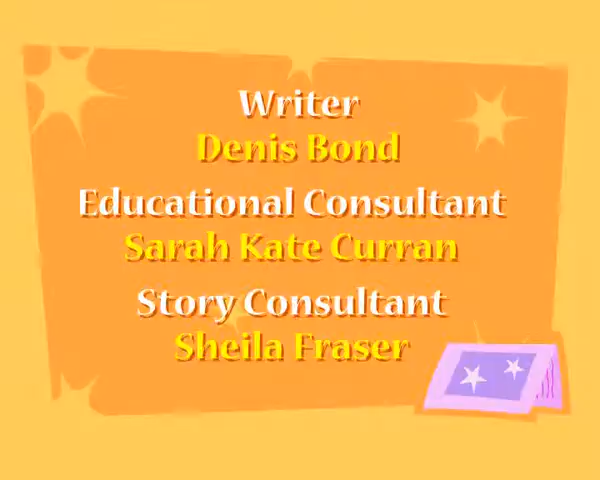 Writer
Denis Bond
Educational Consultant
Sarah Kate Curran
Story Consultant
Sheila Fraser